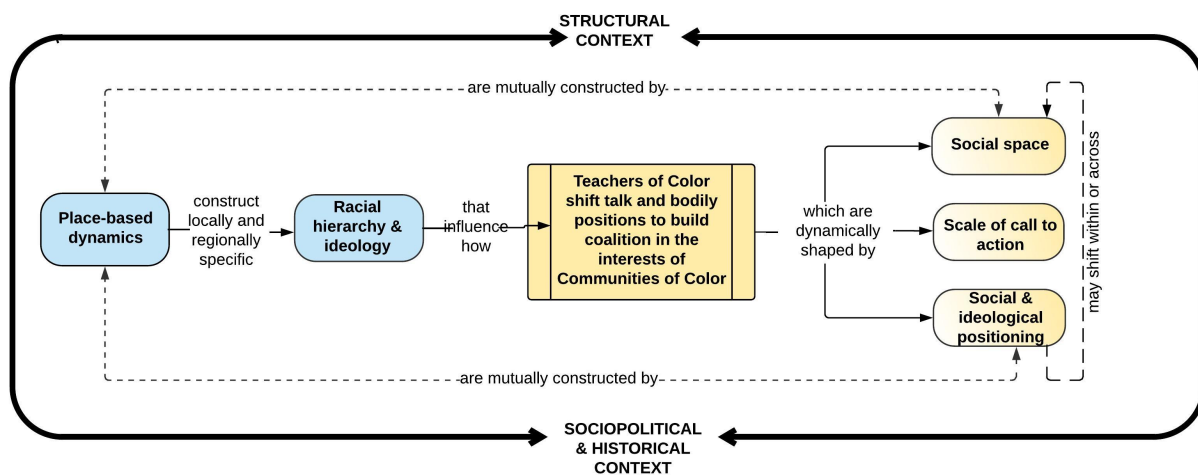 STRUCTURAL
CONTEXT
are mutually constructed by
Social space
Place-based
dynamics
construct
locally and
regionally
specific
Racial
hierarchy &
ideology
that
influence
how
Teachers of Color
shift talk and bodily
positions to build
coalition in the
interests of
Communities of Color
which are
dynamically
shaped by
Scale of call to
action
Social &
ideological
positioning
may shift within or across
are mutually constructed by
SOCIOPOLITICAL
& HISTORICAL
CONTEXT